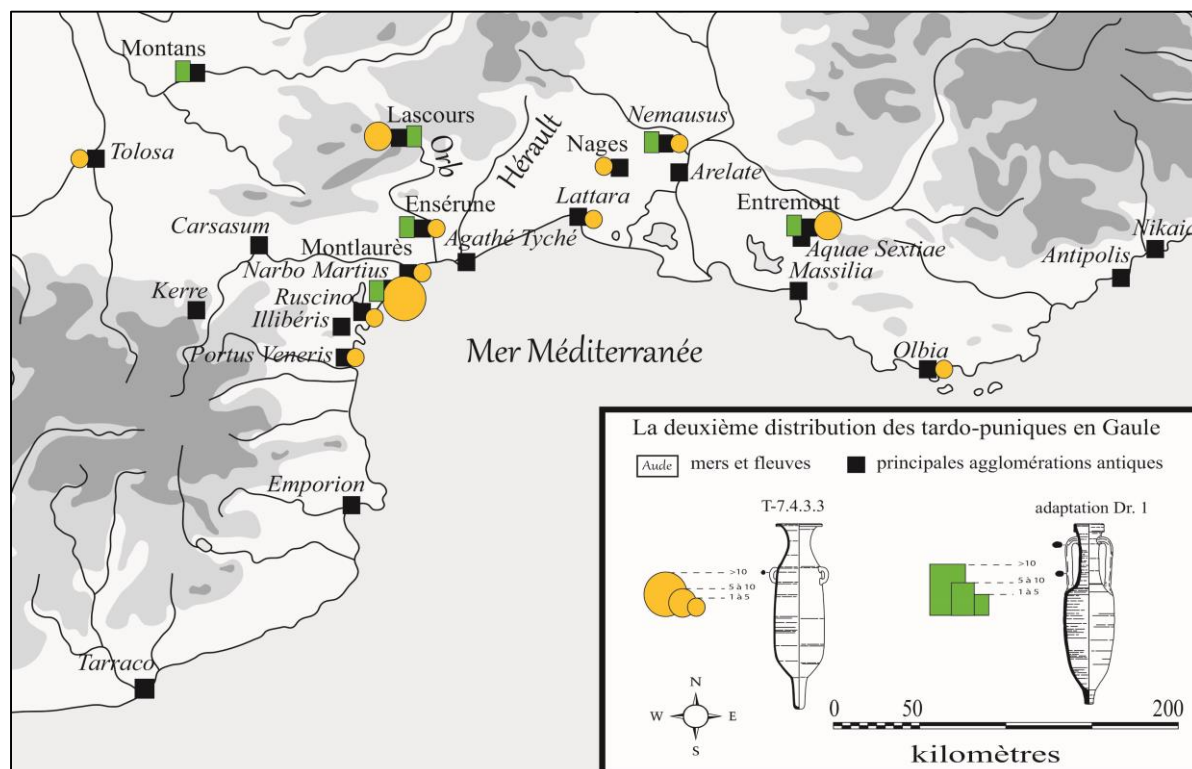 Montans
Lascours
Orb
Hérault
Nemausus
Nages
Tolosa
Arelate
Lattara
Ensérune
Entremont
Carsasum
Agathé Tyché
Montlaurès
Aquae Sextiae
Nikaia
Antipolis
Narbo Martius
Massilia
Kerre
Ruscino
Illibéris
Mer Méditerranée
Portus Veneris
Olbia
Emporion
Tarraco
La deuxième distribution des tardo-puniques en Gaule
Aude mers et fleuves principales agglomérations antiques
T-7.4.3.3 adaptation Dr. 1
>10
5 à 10
1 à 5
>10
5 à 10
1 à 5
N
W E
S
0 50 200
kilomètres